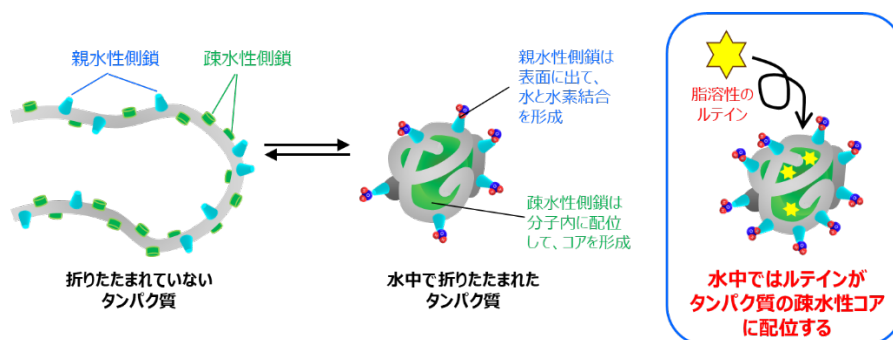 親水性側鎖
疎水性側鎖
折りたたまれていない
タンパク質
親水性側鎖は
表面に出て、
水と水素結合
を形成
疎水性側鎖は
分子内に配位
して、コアを形成
水中で折りたたまれた
タンパク質
脂溶性の
ルテイン
水中ではルテインが
タンパク質の疎水性コア
に配位する